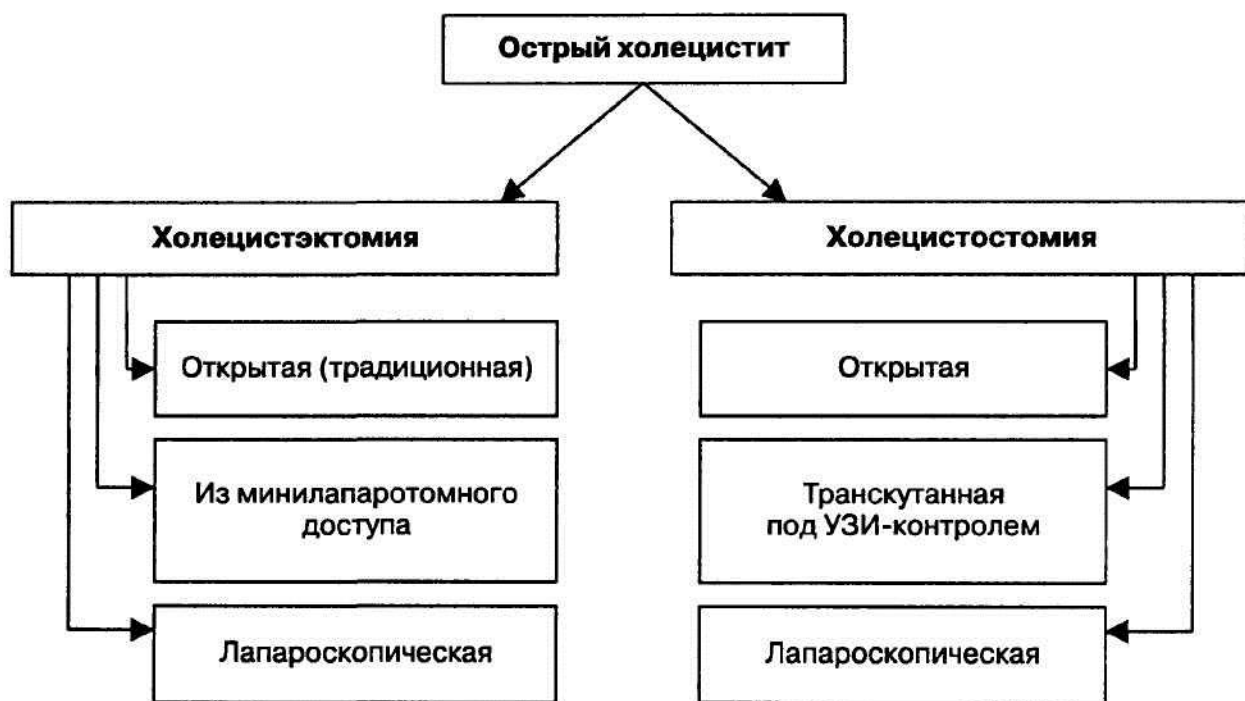 Острый холецистит
Холецистэктомия
Холецистостомия
Открытая (традиционная)
Открытая
Из минилапаротомного
доступа
Транскутанная
под УЗИ-контролем
Лапароскопическая
Лапароскопическая